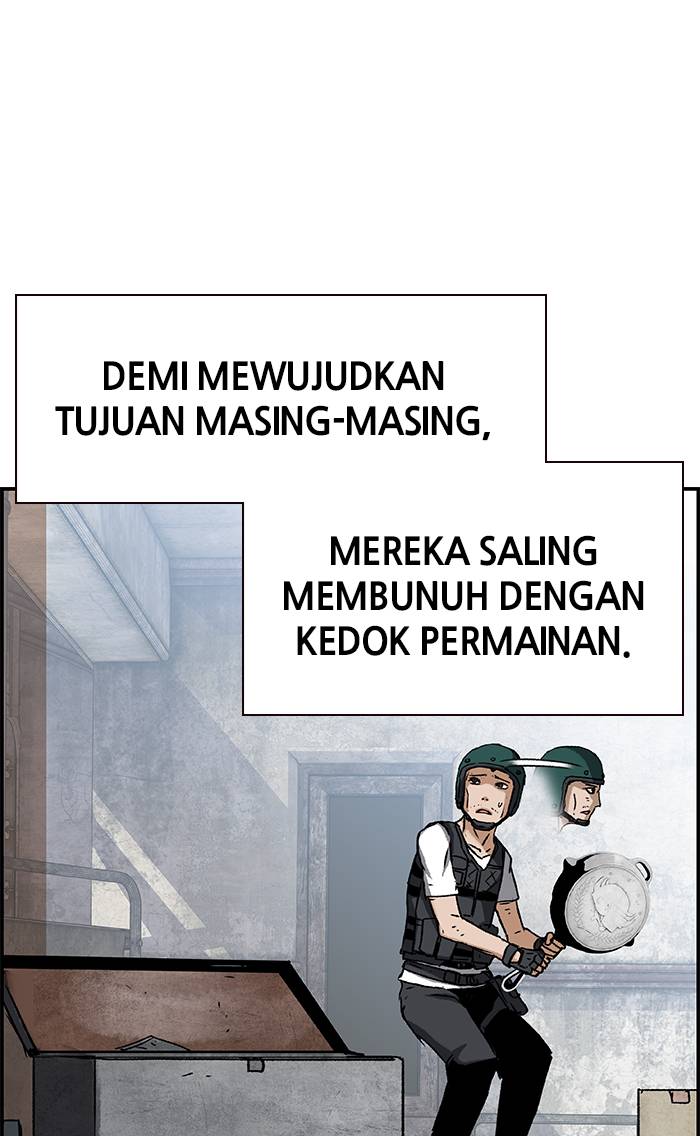 DEMI MEWUJUDKAN
TUJUAN MASING-MASING,
MEREKA SALING
MEMBUNUH DENGAN
KEDOK PERMAINAN.